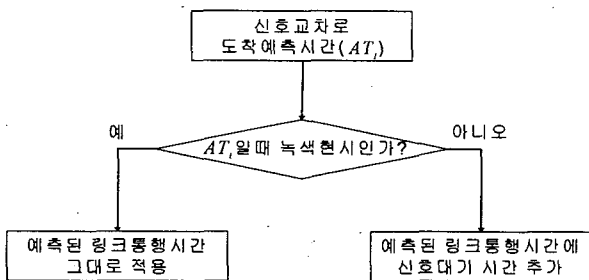 신호교차로
도착예측시간(AT_i)
예
아니오
AT_i일때 녹색현시인가?
예측된 링크통행시간
그대로 적용
예측된 링크통행시간에
신호대기 시간 추가